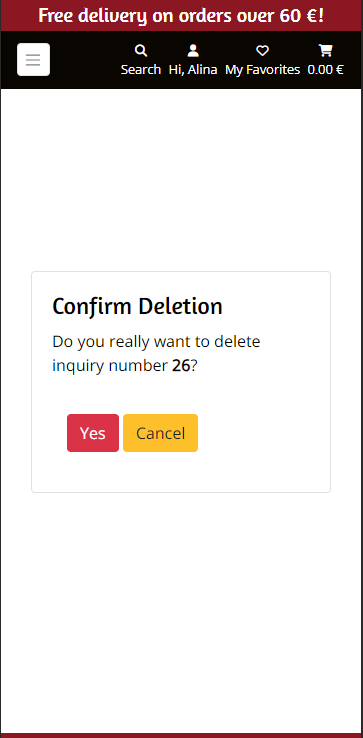 Free delivery on orders over 60 €!
Search Hi, Alina My Favorites 0.00 €
Confirm Deletion
Do you really want to delete
inquiry number 26?
Yes Cancel